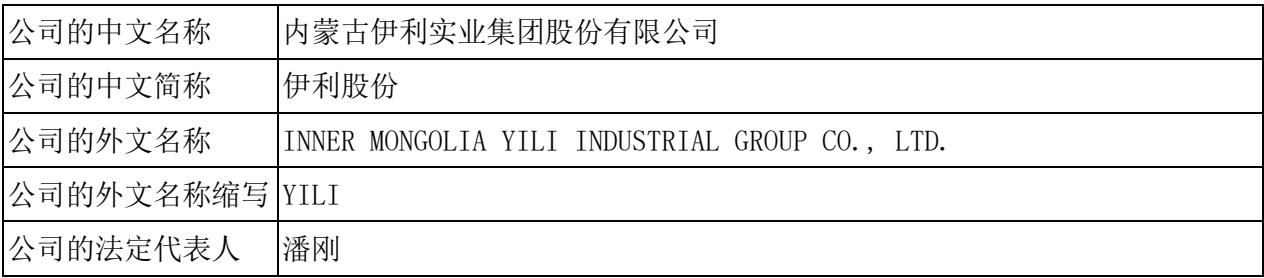 公司的中文名称 内蒙古伊利实业集团股份有限公司
公司的中文简称 伊利股份
公司的外文名称 INNER MONGOLIA YILI INDUSTRIAL GROUP CO., LTD.
公司的外文名称缩写 YILI
公司的法定代表人 潘刚